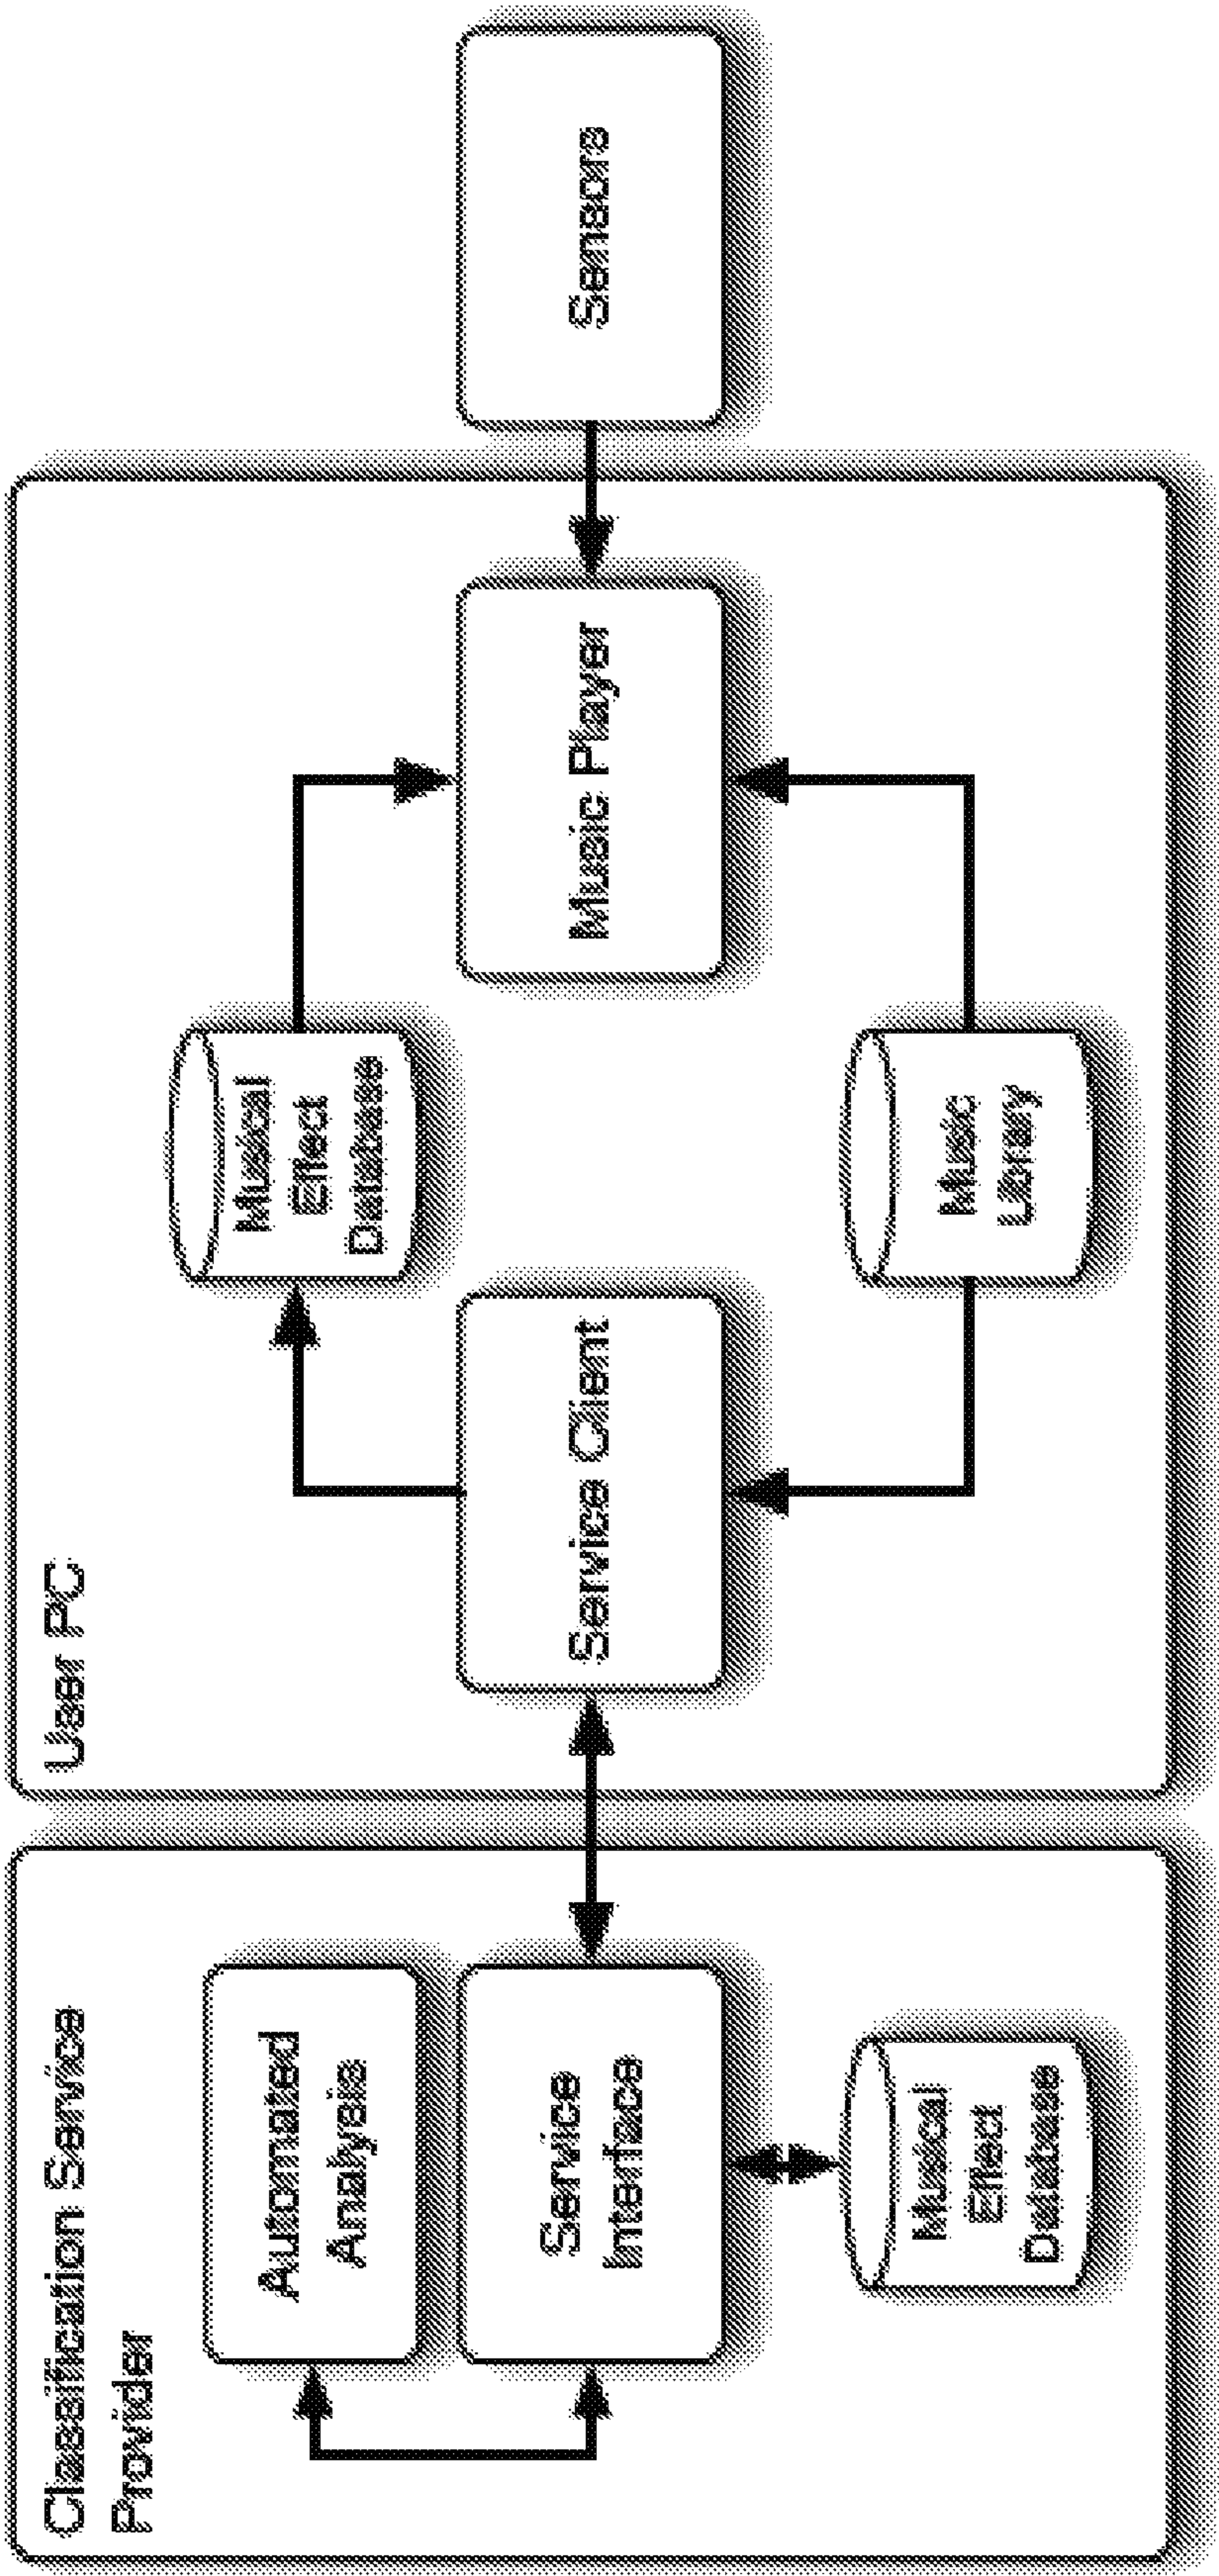 Classification Service
Provider
Automated
Analysis
Service
Interface
Musical
Effect
Database
User PC
Service Client
Musical
Effect
Database
Music
Library
Music Player
Sensors